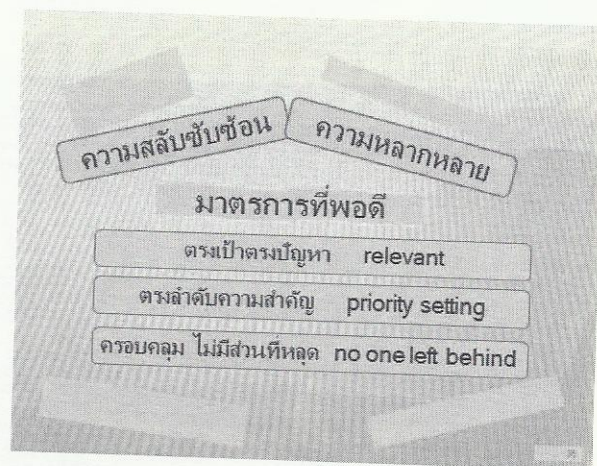 ความสลับซับซ้อน
ความหลากหลาย
มาตรการที่พอดี
ตรงเป้าตรงปัญหา relevant
ตรงลำดับความสำคัญ priority setting
ครอบคลุม ไม่มีส่วนที่หลุด no one left behind